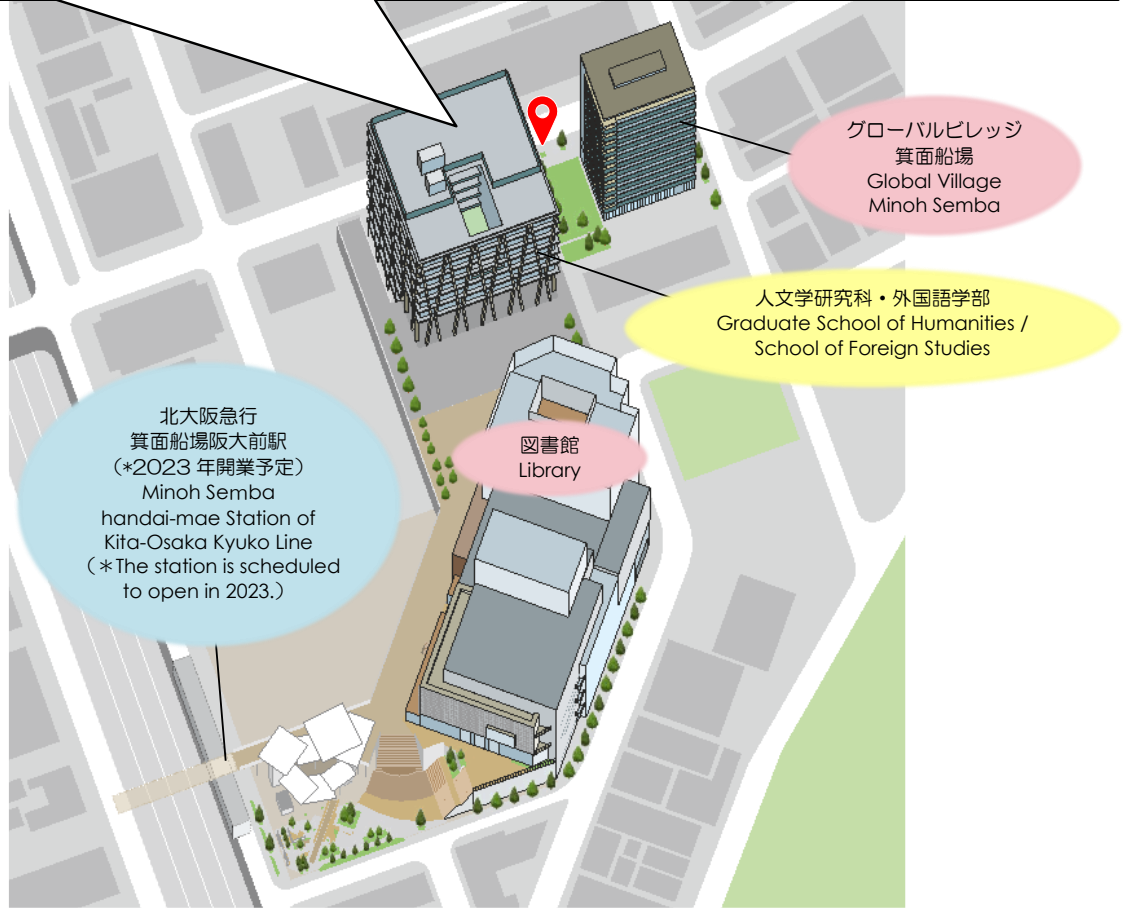 グローバルビレッジ
箕面船場
Global Village
Minoh Semba
人文学研究科・外国語学部
Graduate School of Humanities /
School of Foreign Studies
北大阪急行
箕面船場阪大前駅
（*2023 年開業予定）
Minoh Semba
handai-mae Station of
Kita-Osaka Kyuko Line
（＊The station is scheduled
to open in 2023.）
図書館
Library